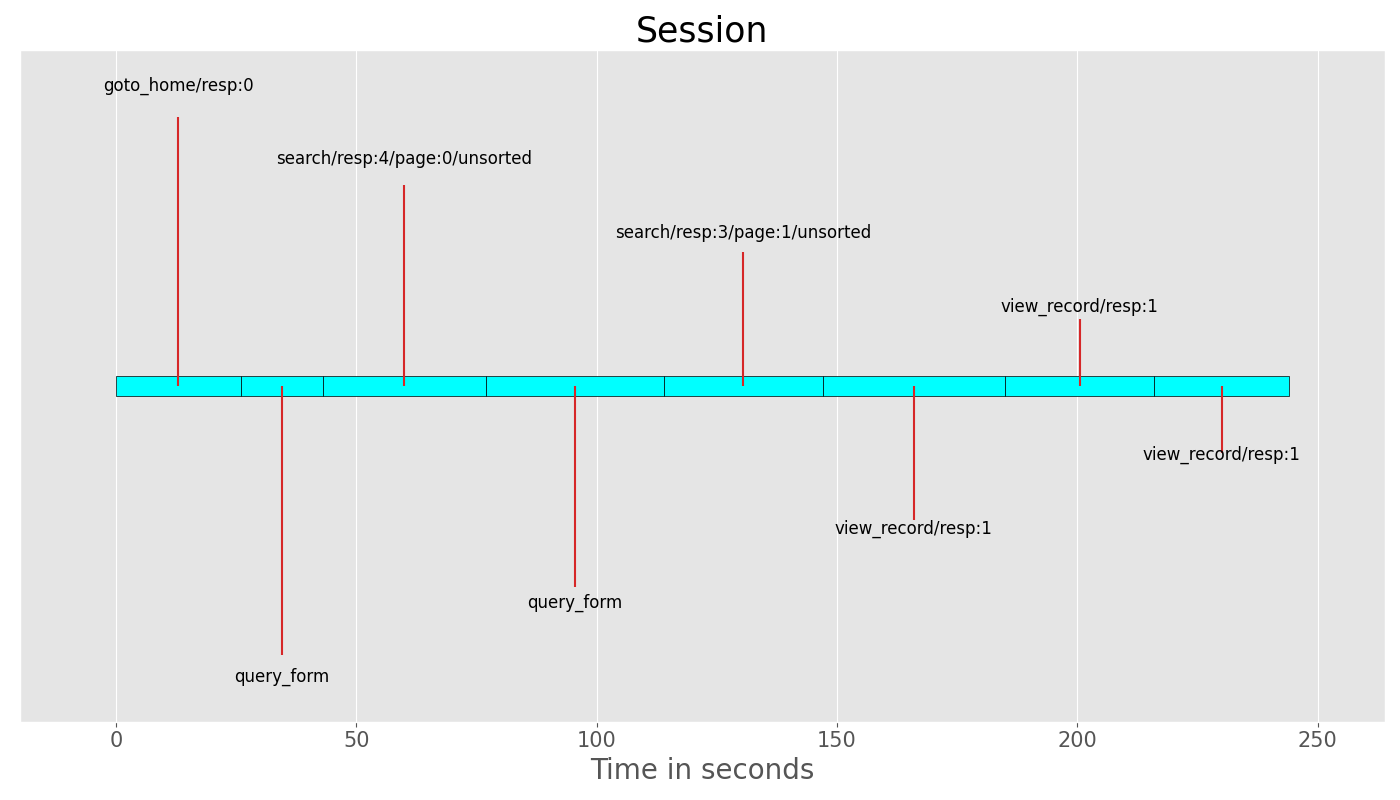 Session
goto_home/resp:0
search/resp:4/page:0/unsorted
search/resp:3/page:1/unsorted
view_record/resp:1
view_record/resp:1
view_record/resp:1
query_form
query_form
0 50 100 150 200 250
Time in seconds